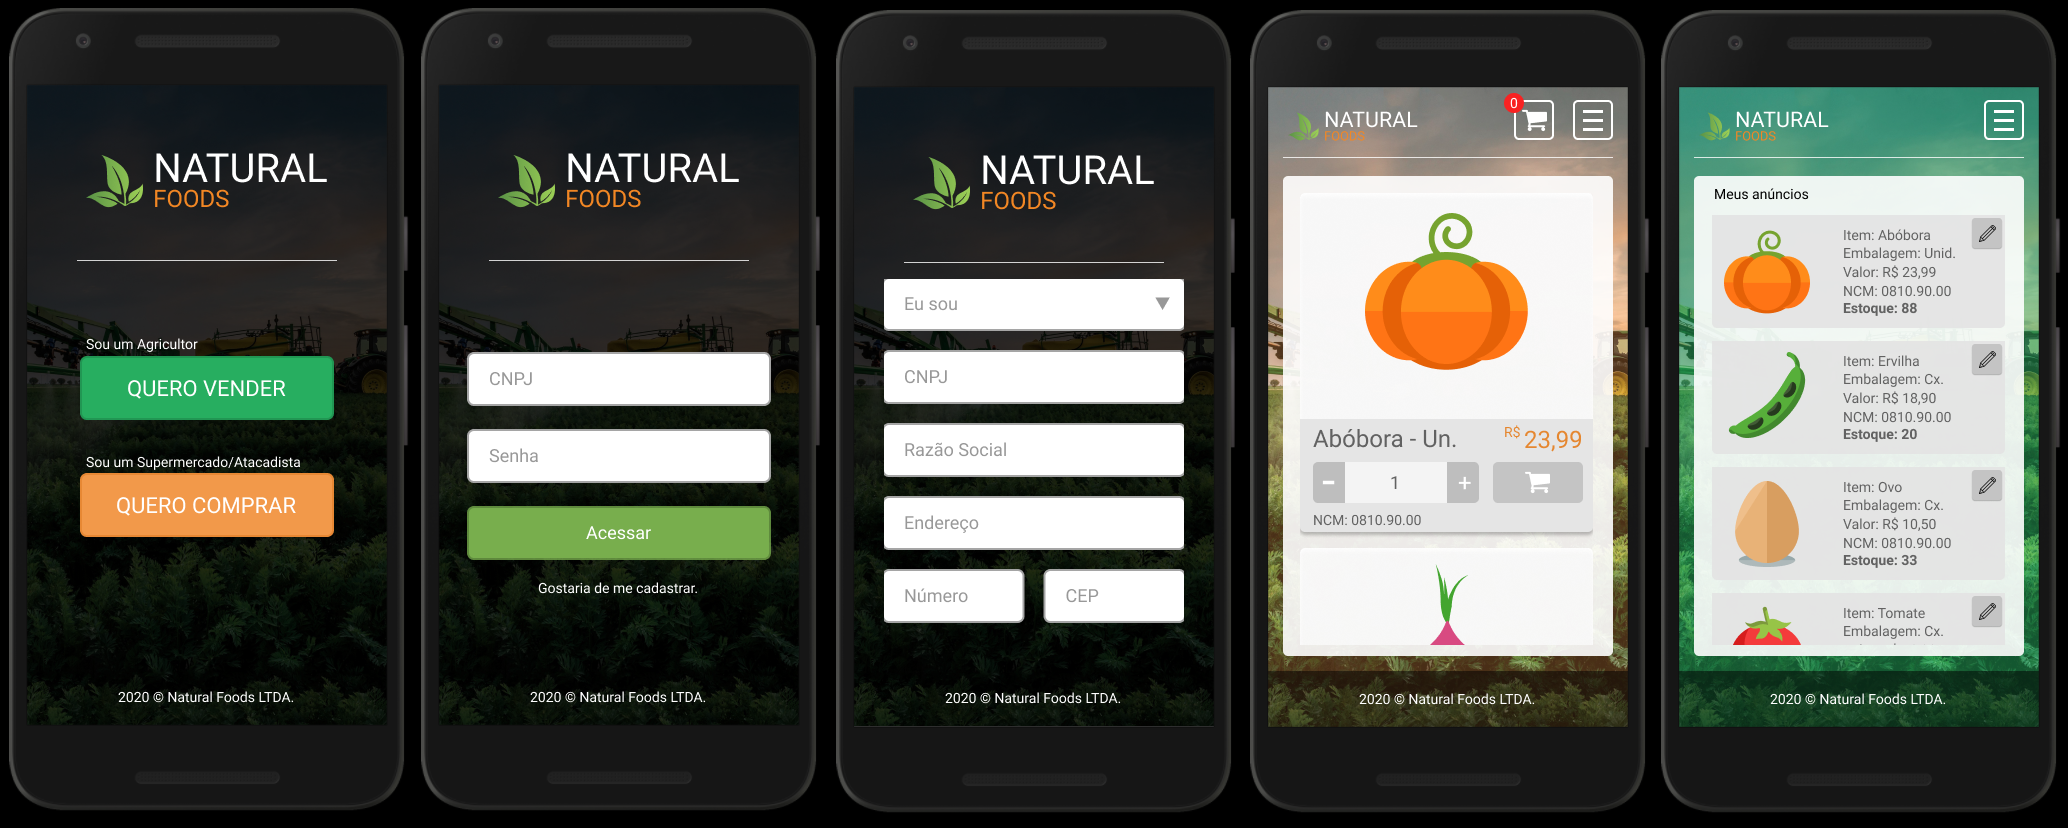 NATURAL
FOODS
Sou um Agricultor
QUERO VENDER
Sou um Supermercado/Atacadista
QUERO COMPRAR
2020 © Natural Foods LTDA.
NATURAL
FOODS
CNPJ
Senha
Acessar
Gostaria de me cadastrar.
2020 © Natural Foods LTDA.
NATURAL
FOODS
Eu sou
CNPJ
Razão Social
Endereço
Número CEP
2020 © Natural Foods LTDA.
NATURAL
FOODS
0
Abóbora - Un. R$ 23,99
- 1 +
NCM: 0810.90.00
2020 © Natural Foods LTDA.
NATURAL
FOODS
Meus anúncios
Item: Abóbora
Embalagem: Unid.
Valor: R$ 23,99
NCM: 0810.90.00
Estoque: 88
Item: Ervilha
Embalagem: Cx.
Valor: R$ 18,90
NCM: 0810.90.00
Estoque: 20
Item: Ovo
Embalagem: Cx.
Valor: R$ 10,50
NCM: 0810.90.00
Estoque: 33
Item: Tomate
Embalagem: Cx.
2020 © Natural Foods LTDA.